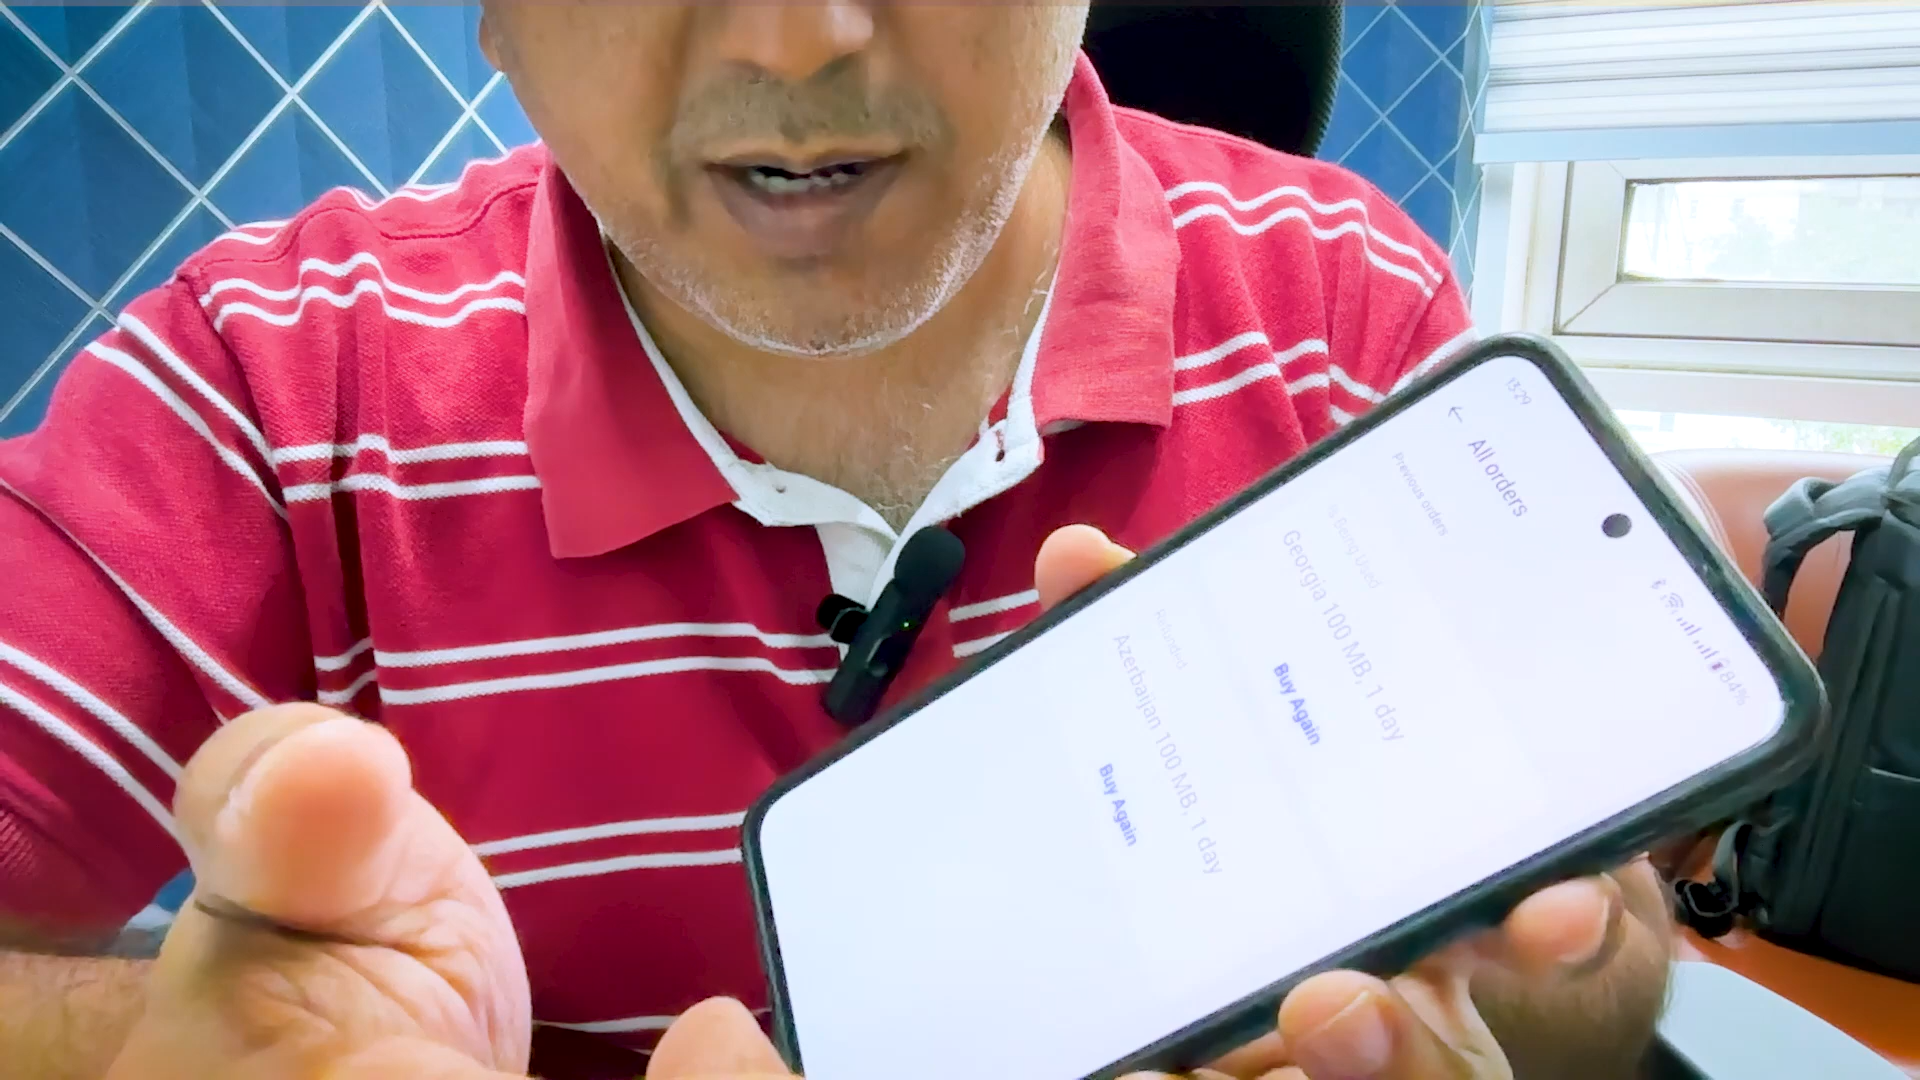 13:29
84%
← All orders
Previous orders
Being Used
Georgia 100 MB, 1 day
Buy Again
Refunded
Azerbaijan 100 MB, 1 day
Buy Again